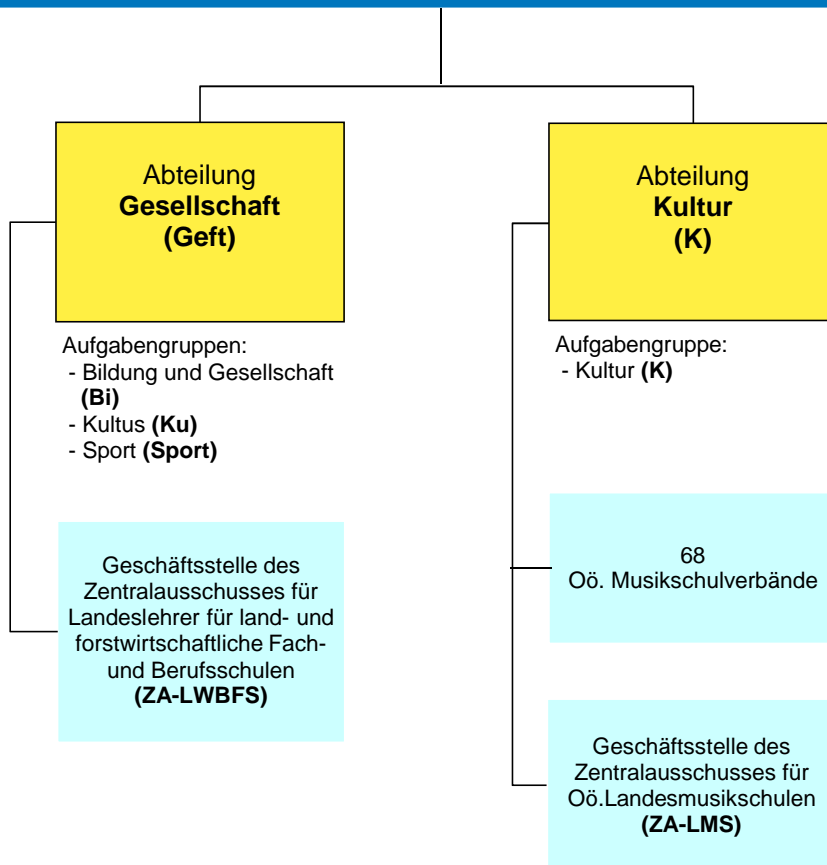 Abteilung
Gesellschaft
(Geft)
Aufgabengruppen:
- Bildung und Gesellschaft
(Bi)
- Kultus (Ku)
- Sport (Sport)
Geschäftsstelle des
Zentralausschusses für
Landeslehrer für land- und
forstwirtschaftliche Fach-
und Berufsschulen
(ZA-LWBFS)
Abteilung
Kultur
(K)
Aufgabengruppe:
- Kultur (K)
68
Oö. Musikschulverbände
Geschäftsstelle des
Zentralausschusses für
Oö.Landesmusikschulen
(ZA-LMS)